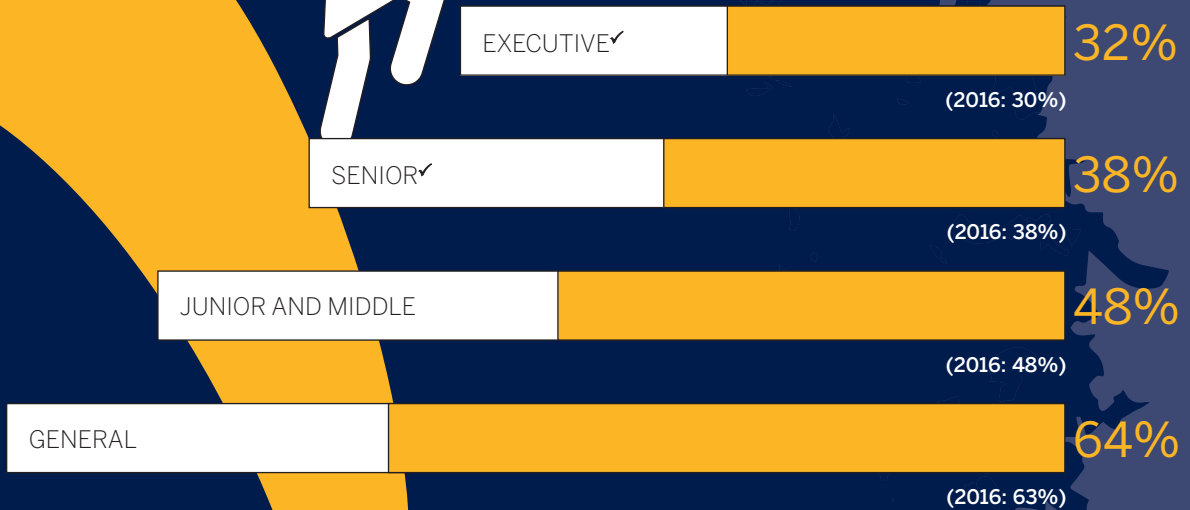 EXECUTIVE✓ 32%
(2016: 30%)
SENIOR✓ 38%
(2016: 38%)
JUNIOR AND MIDDLE 48%
(2016: 48%)
GENERAL 64%
(2016: 63%)